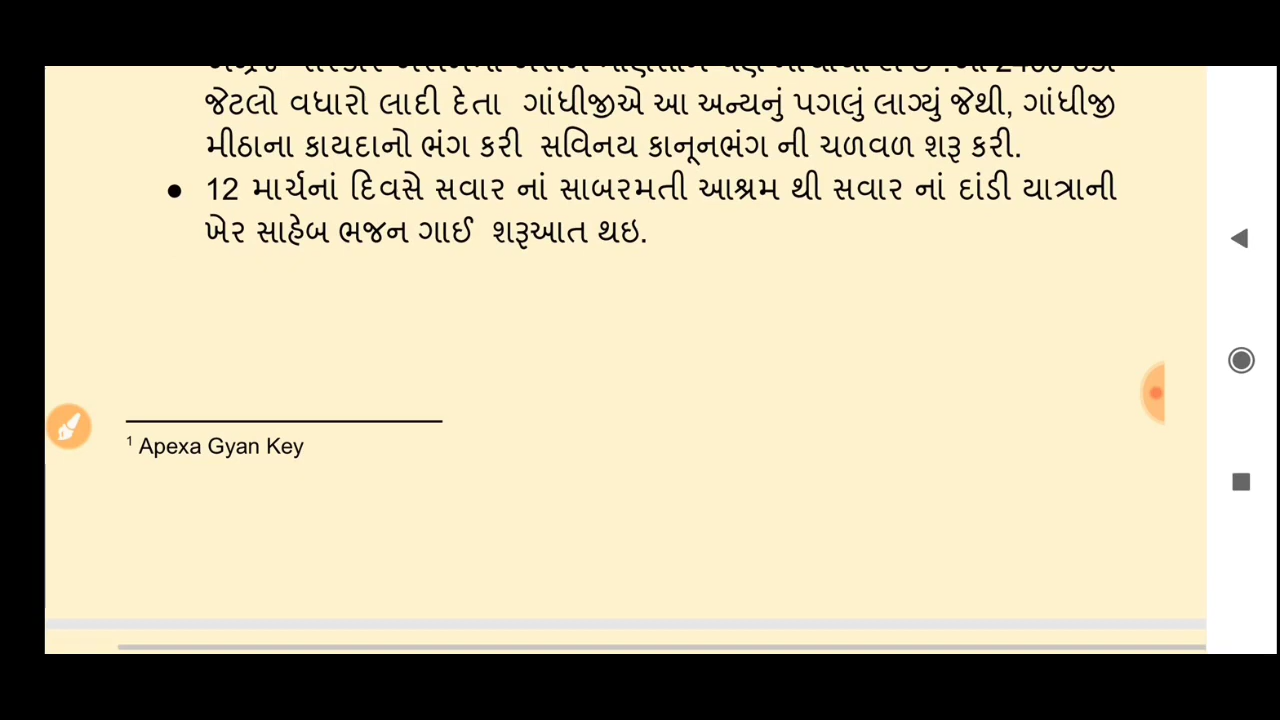 જેટલો વધારો લાદી દેતા ગાંધીજીએ આ અન્યનું પગલું લાગ્યું જેથી, ગાંધીજી
મીઠાના કાયદાનો ભંગ કરી સવિનય કાનૂનભંગ ની ચળવળ શરૂ કરી.
● 12 માર્ચનાં દિવસે સવાર નાં સાબરમતી આશ્રમ થી સવાર નાં દાંડી યાત્રાની
ખેર સાહેબ ભજન ગાઈ શરૂઆત થઇ.
1 Apexa Gyan Key